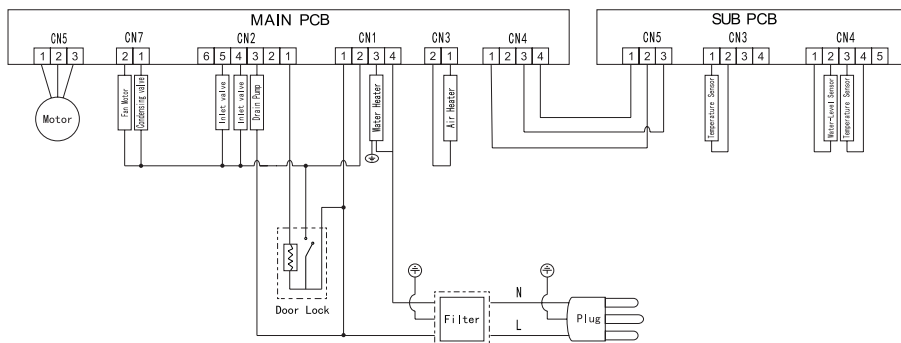 MAIN PCB
SUB PCB
CN5
CN7
CN2
CN1
CN3
CN4
CN5
CN3
CN4
1 2 3
2 1
6 5 4 3 2 1
1 2 3 4
2 1
1 2 3 4
1 2 3
1 2 3 4
1 2 3 4 5
Motor
Fan Motor
Condensing valve
Inlet valve
Inlet valve
Drain Pump
Water Heater
Air Heater
Temperature Sensor
Water-Level Sensor
Temperature Sensor
Door Lock
Filter
N
L
Plug